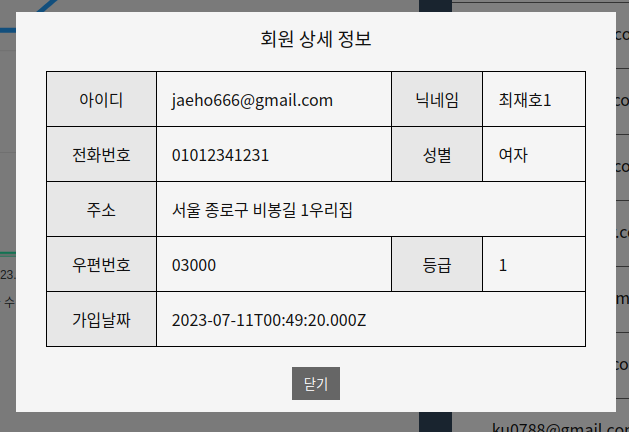 회원 상세 정보
아이디 jaeho666@gmail.com 닉네임 최재호1
전화번호 01012341231 성별 여자
주소 서울 종로구 비봉길 1우리집
우편번호 03000 등급 1
가입날짜 2023-07-11T00:49:20.000Z
닫기
23.
수
ku0788@gmail.com